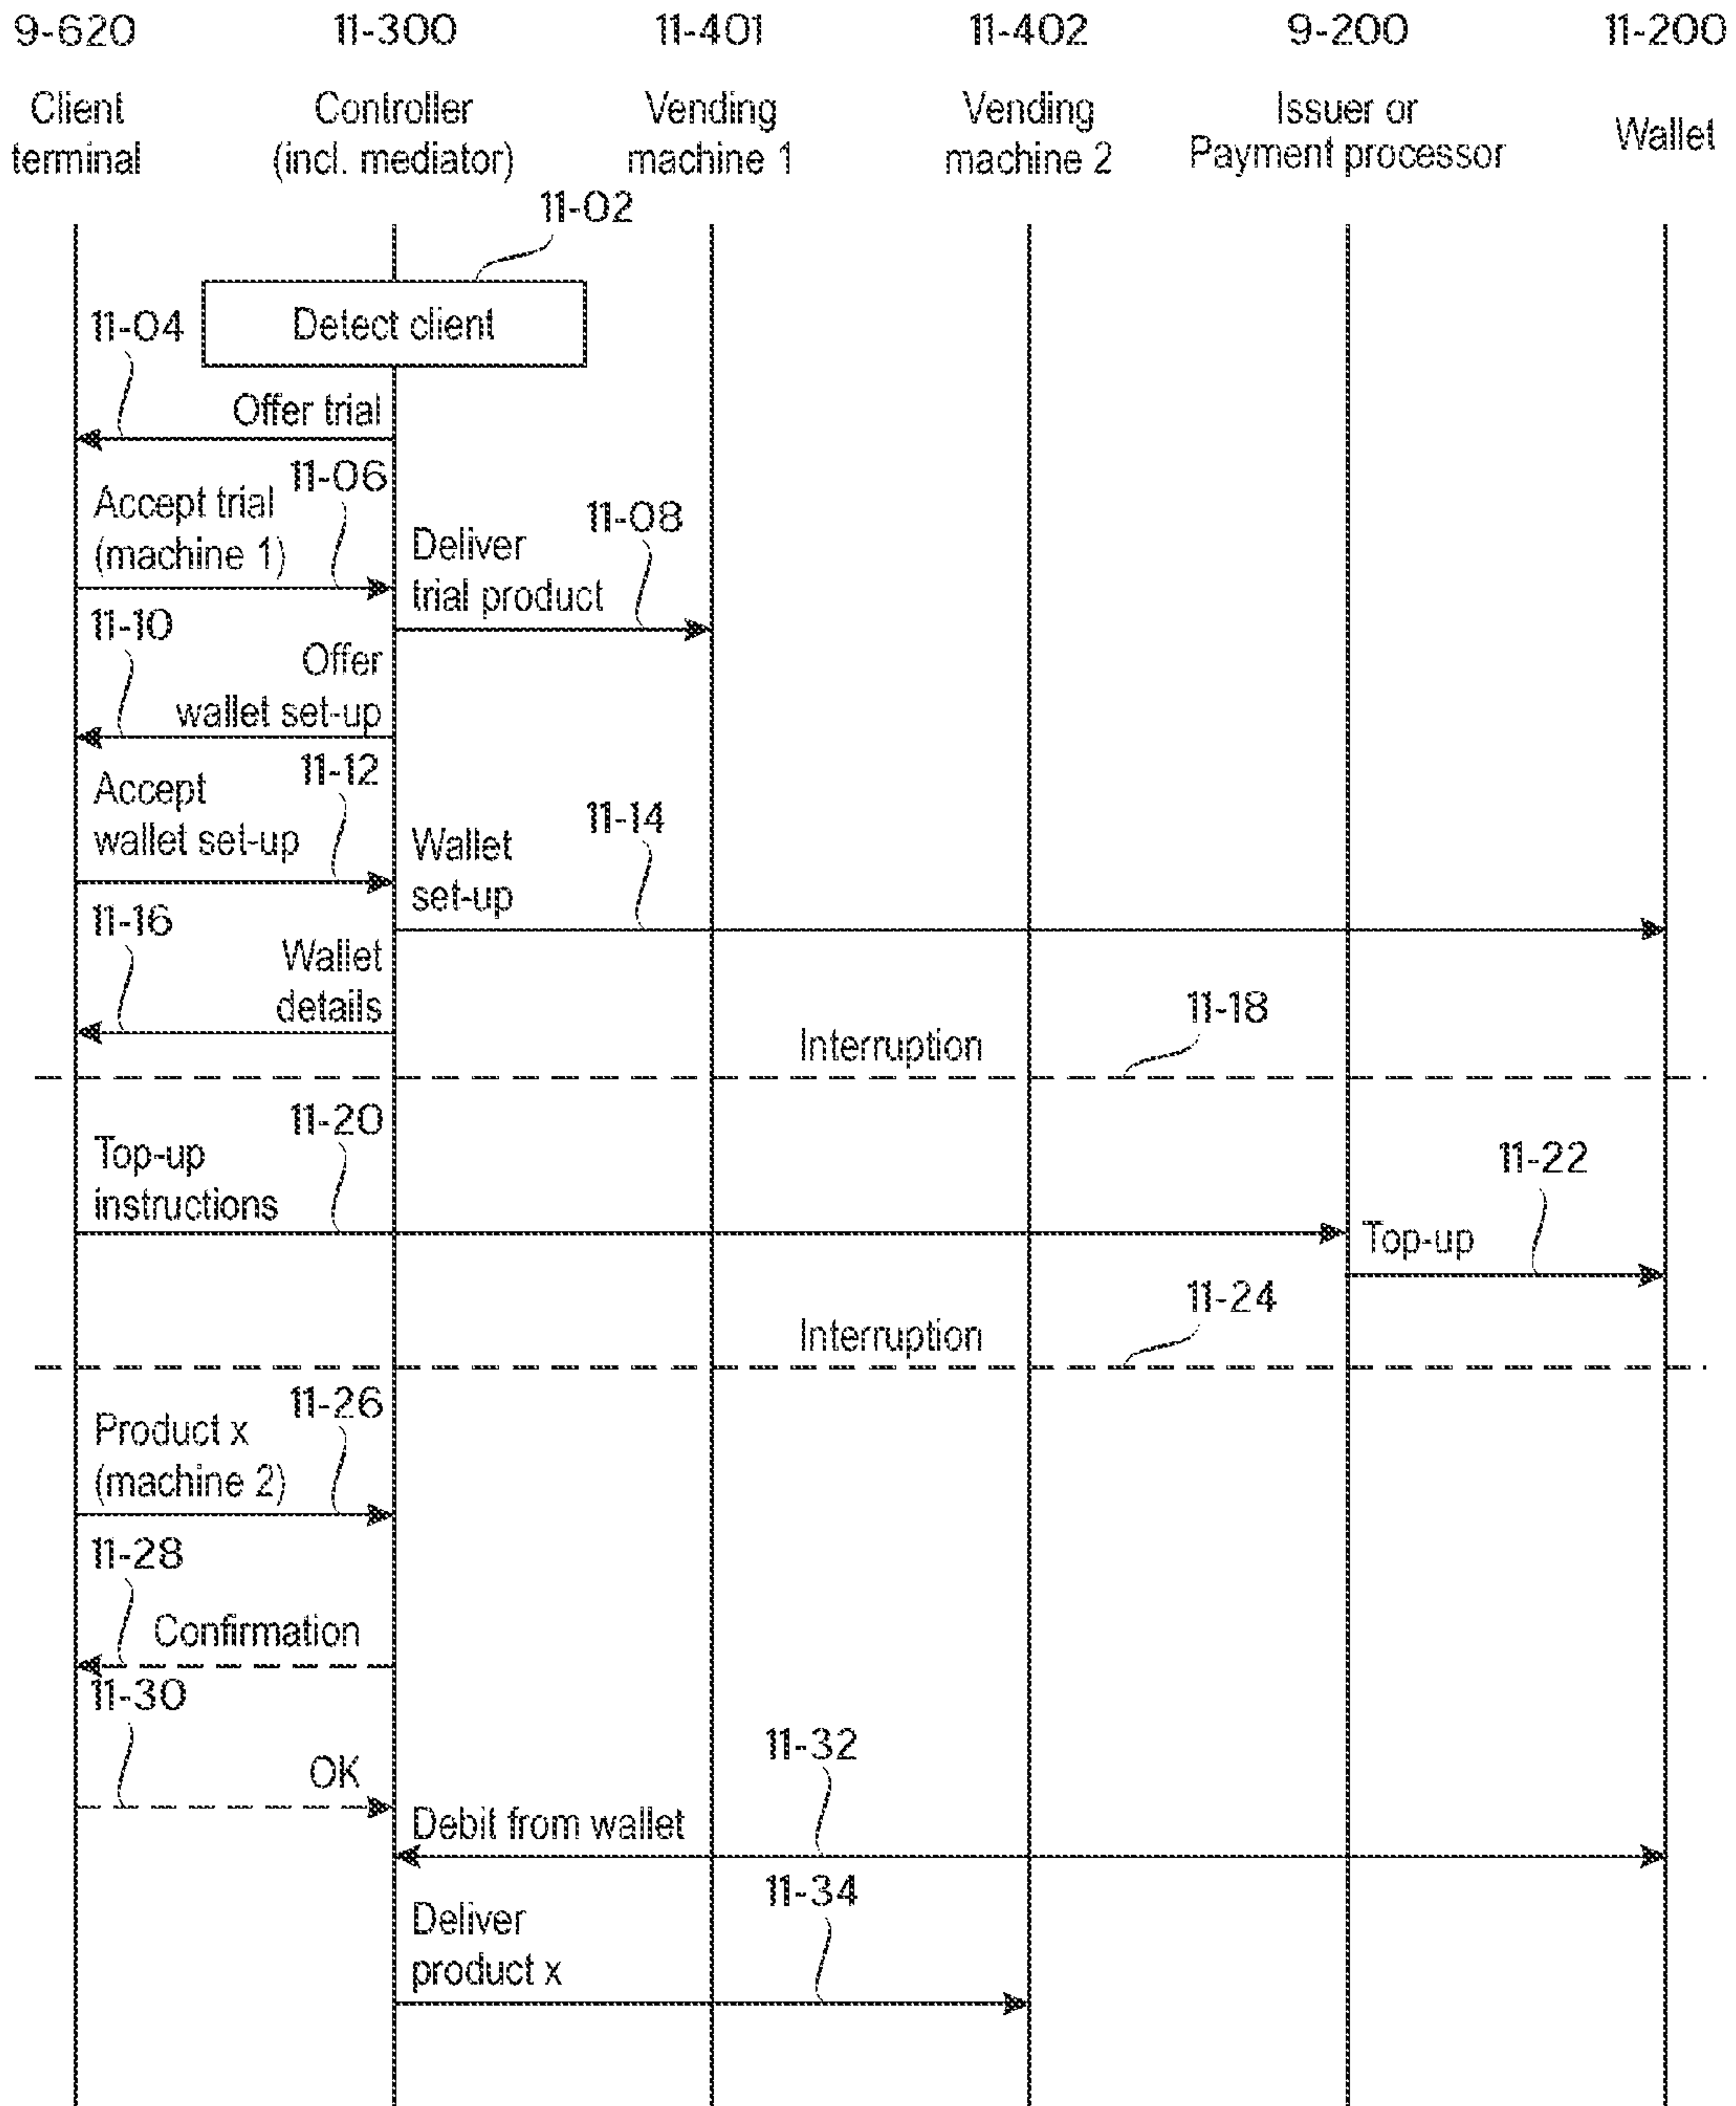 9-620 11-300 11-401 11-402 9-200 11-200
Client Controller Vending Vending Issuer or Wallet
terminal (incl. mediator) machine 1 machine 2 Payment processor
11-02
Detect client
11-04
Offer trial
11-06
Accept trial
(machine 1)
11-08
Deliver
trial product
11-10
Offer
wallet set-up
11-12
Accept
wallet set-up
11-14
Wallet
set-up
11-16
Wallet
details
11-18
Interruption
11-20
Top-up
instructions
11-22
Top-up
11-24
Interruption
11-26
Product x
(machine 2)
11-28
Confirmation
11-30
OK
11-32
Debit from wallet
11-34
Deliver
product x